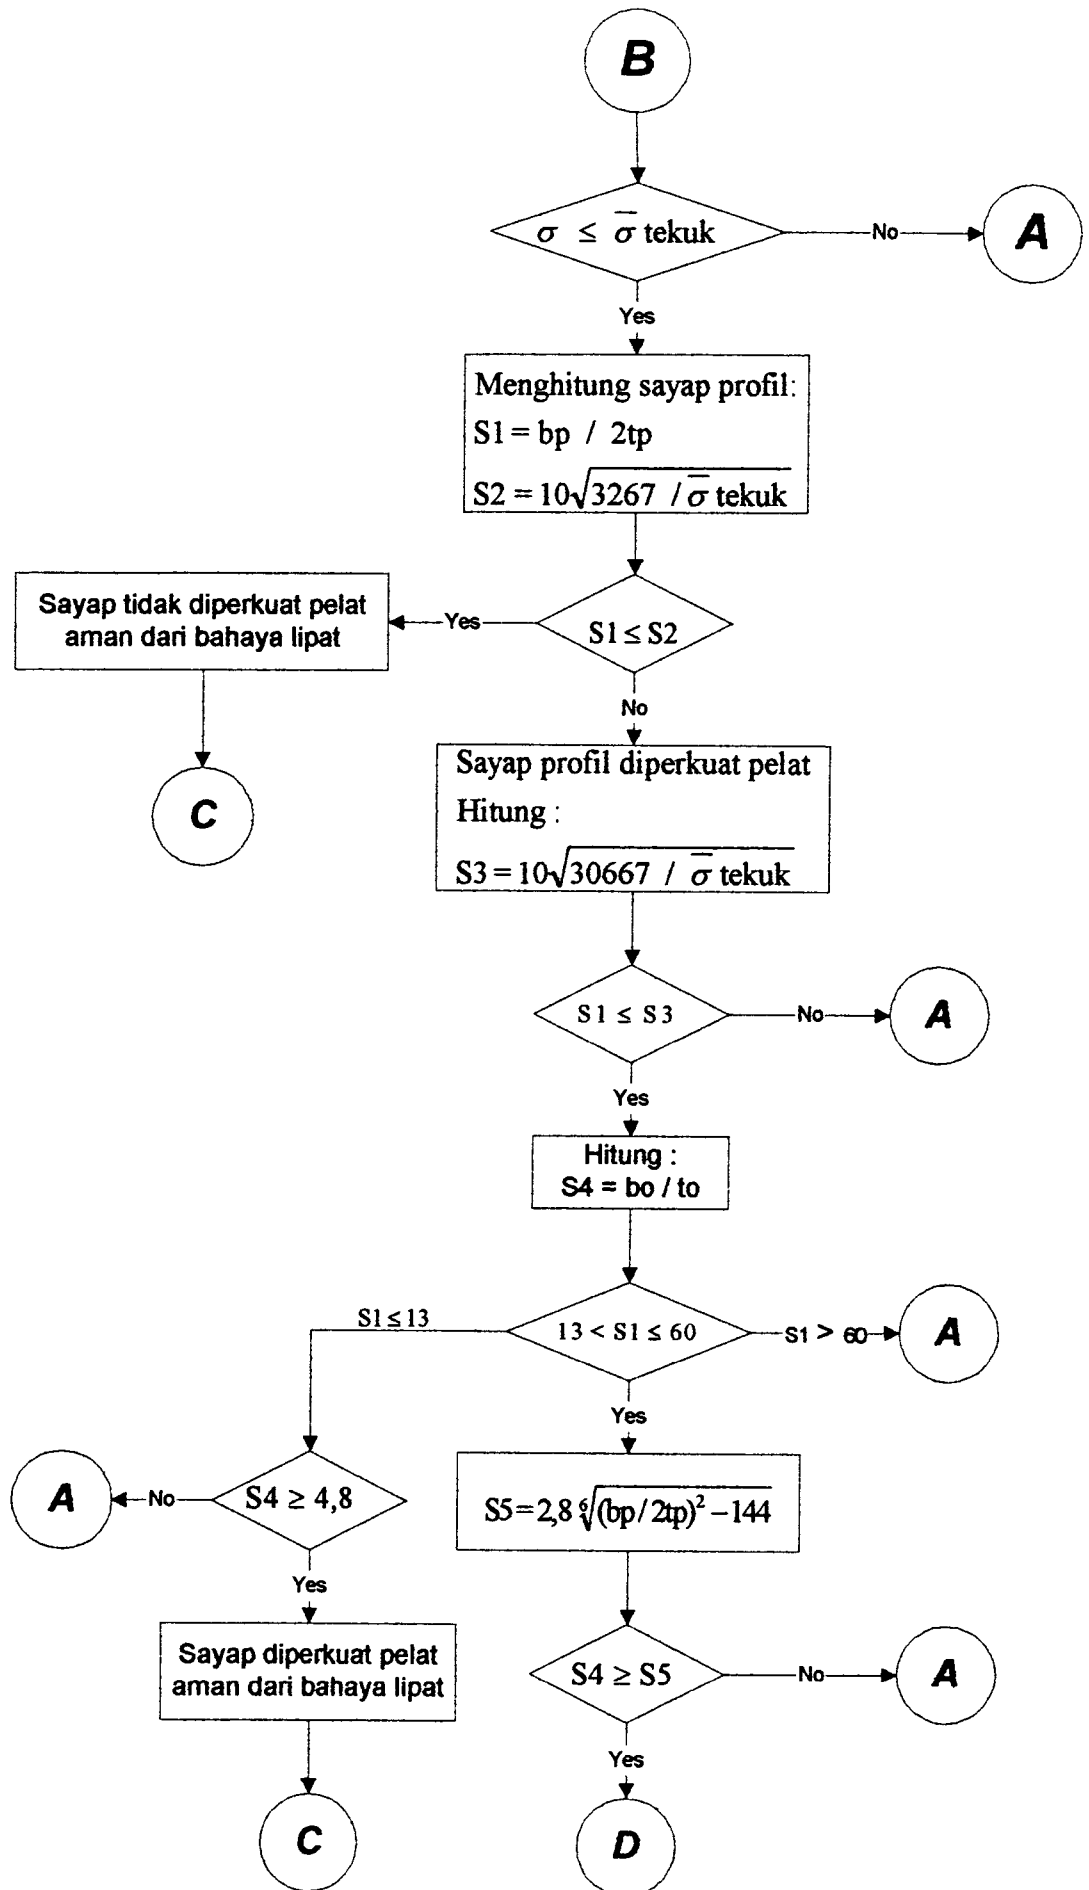 B
σ ≤ σ̅ tekuk
No
A
Yes
Menghitung sayap profil:
S1 = bp / 2tp
S2 = 10√3267 / σ̅ tekuk
Sayap tidak diperkuat pelat
aman dari bahaya lipat
Yes
S1 ≤ S2
No
C
Sayap profil diperkuat pelat
Hitung :
S3 = 10√30667 / σ̅ tekuk
S1 ≤ S3
No
A
Yes
Hitung :
S4 = bo / to
S1 ≤ 13
13 < S1 ≤ 60
S1 > 60
A
Yes
A
No
S4 ≥ 4,8
S5 = 2,8 ⁶√(bp / 2tp)² – 144
Yes
Sayap diperkuat pelat
aman dari bahaya lipat
S4 ≥ S5
No
A
Yes
C
D